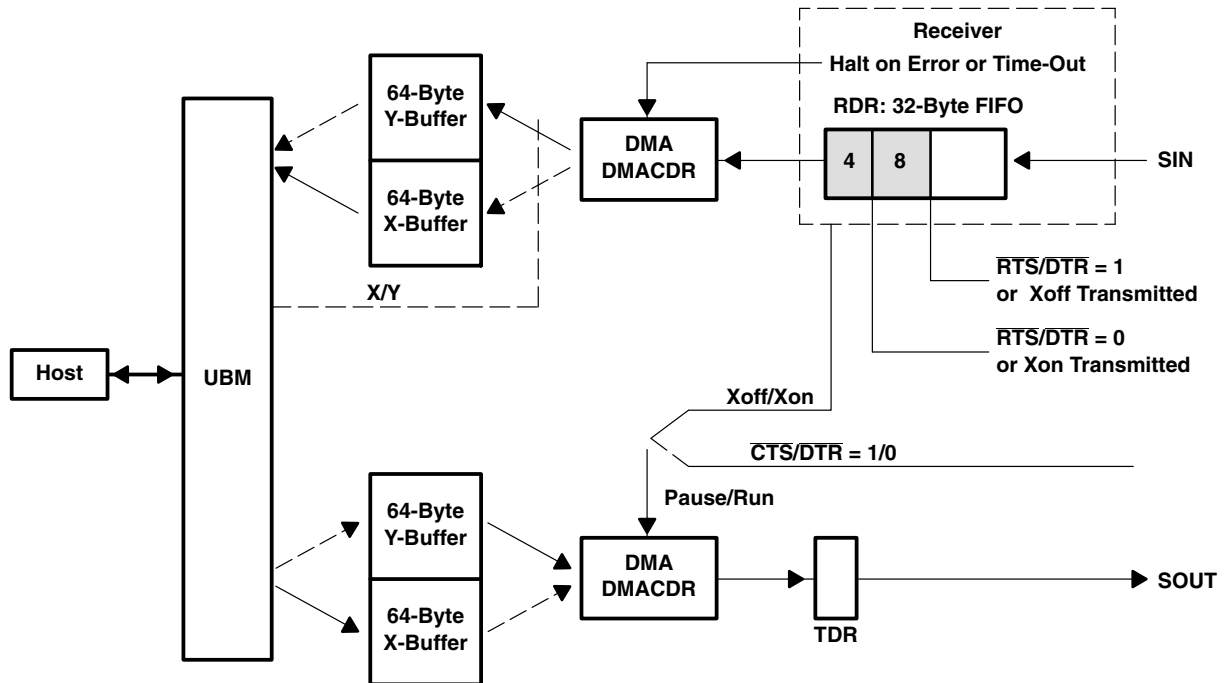 Receiver
Halt on Error or Time-Out
RDR: 32-Byte FIFO
4
8
SIN
64-Byte
Y-Buffer
64-Byte
X-Buffer
DMA
DMACDR
X/Y
RTS/DTR = 1
or Xoff Transmitted
RTS/DTR = 0
or Xon Transmitted
Host
UBM
Xoff/Xon
CTS/DTR = 1/0
Pause/Run
64-Byte
Y-Buffer
64-Byte
X-Buffer
DMA
DMACDR
TDR
SOUT